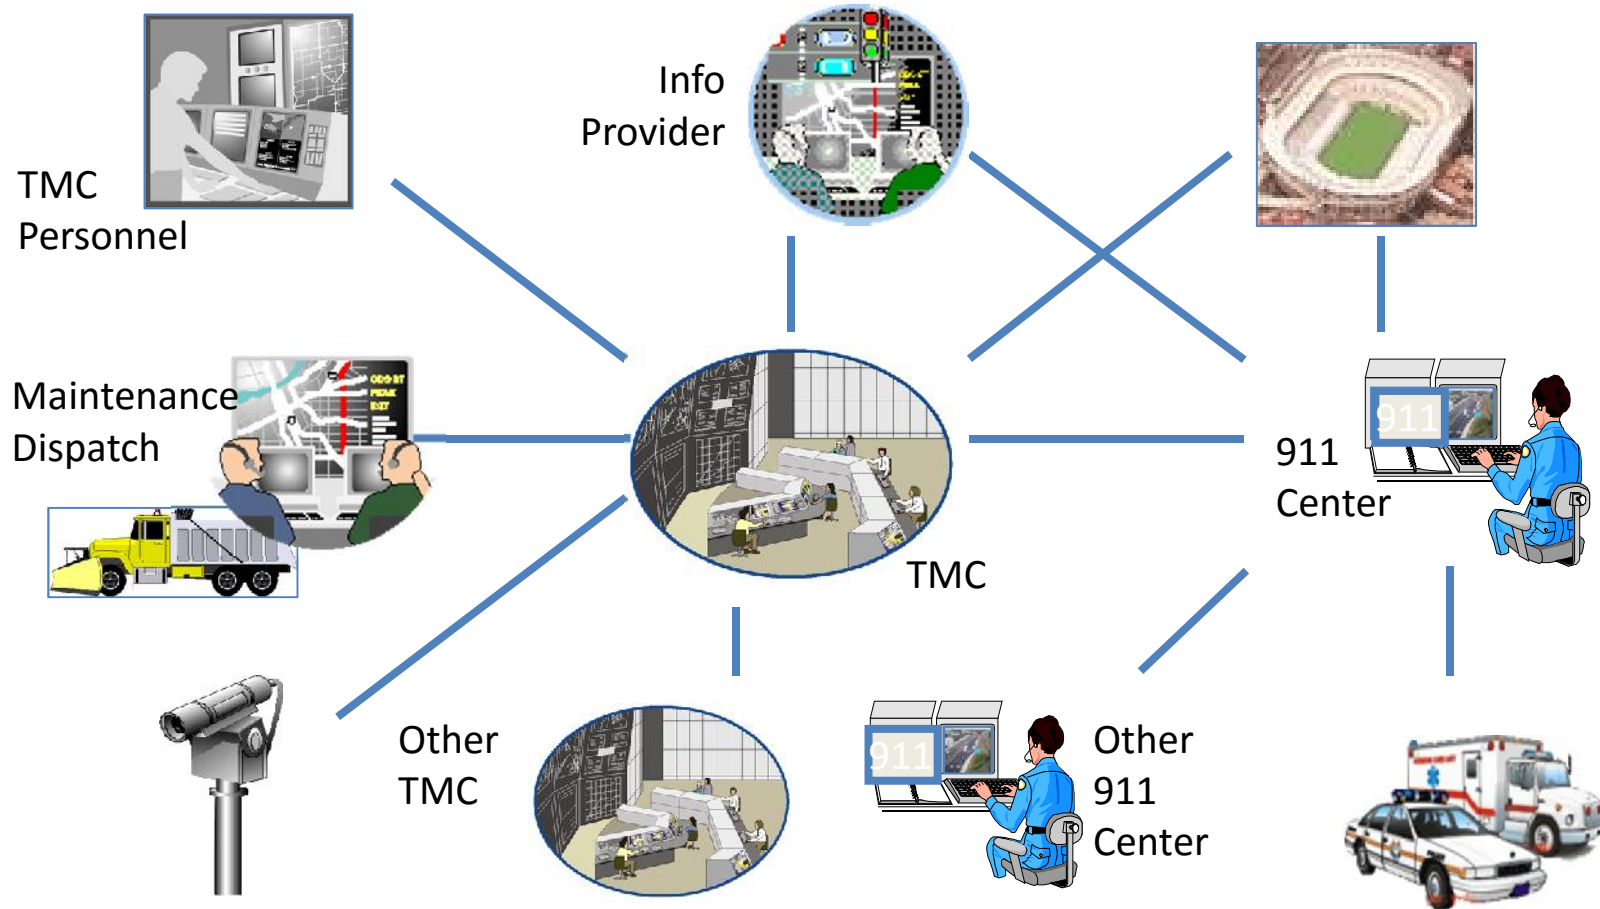 Info
Provider
TMC
Personnel
Maintenance
Dispatch
911
911
Center
TMC
Other
TMC
911
Other
911
Center